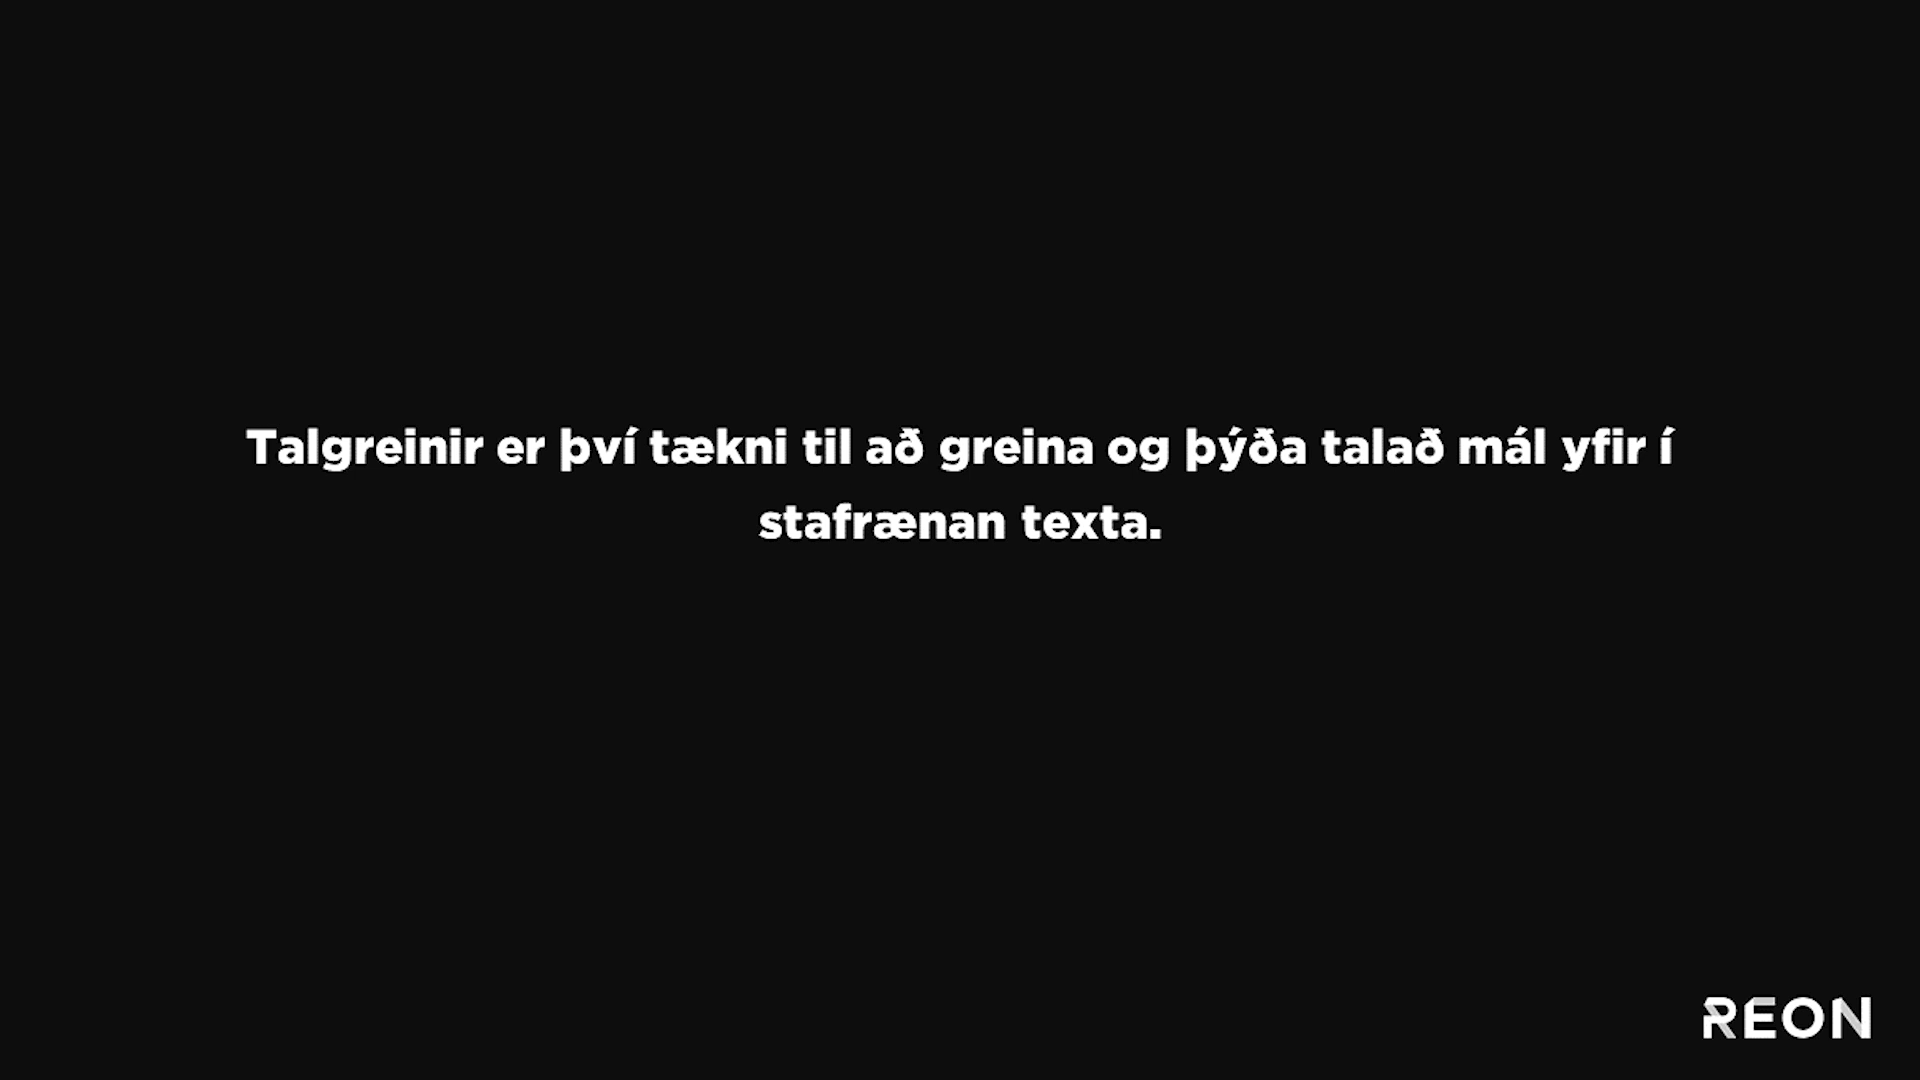 Talgreinir er því tækni til að greina og þýða talað mál yfir í
stafrænan texta.
REON